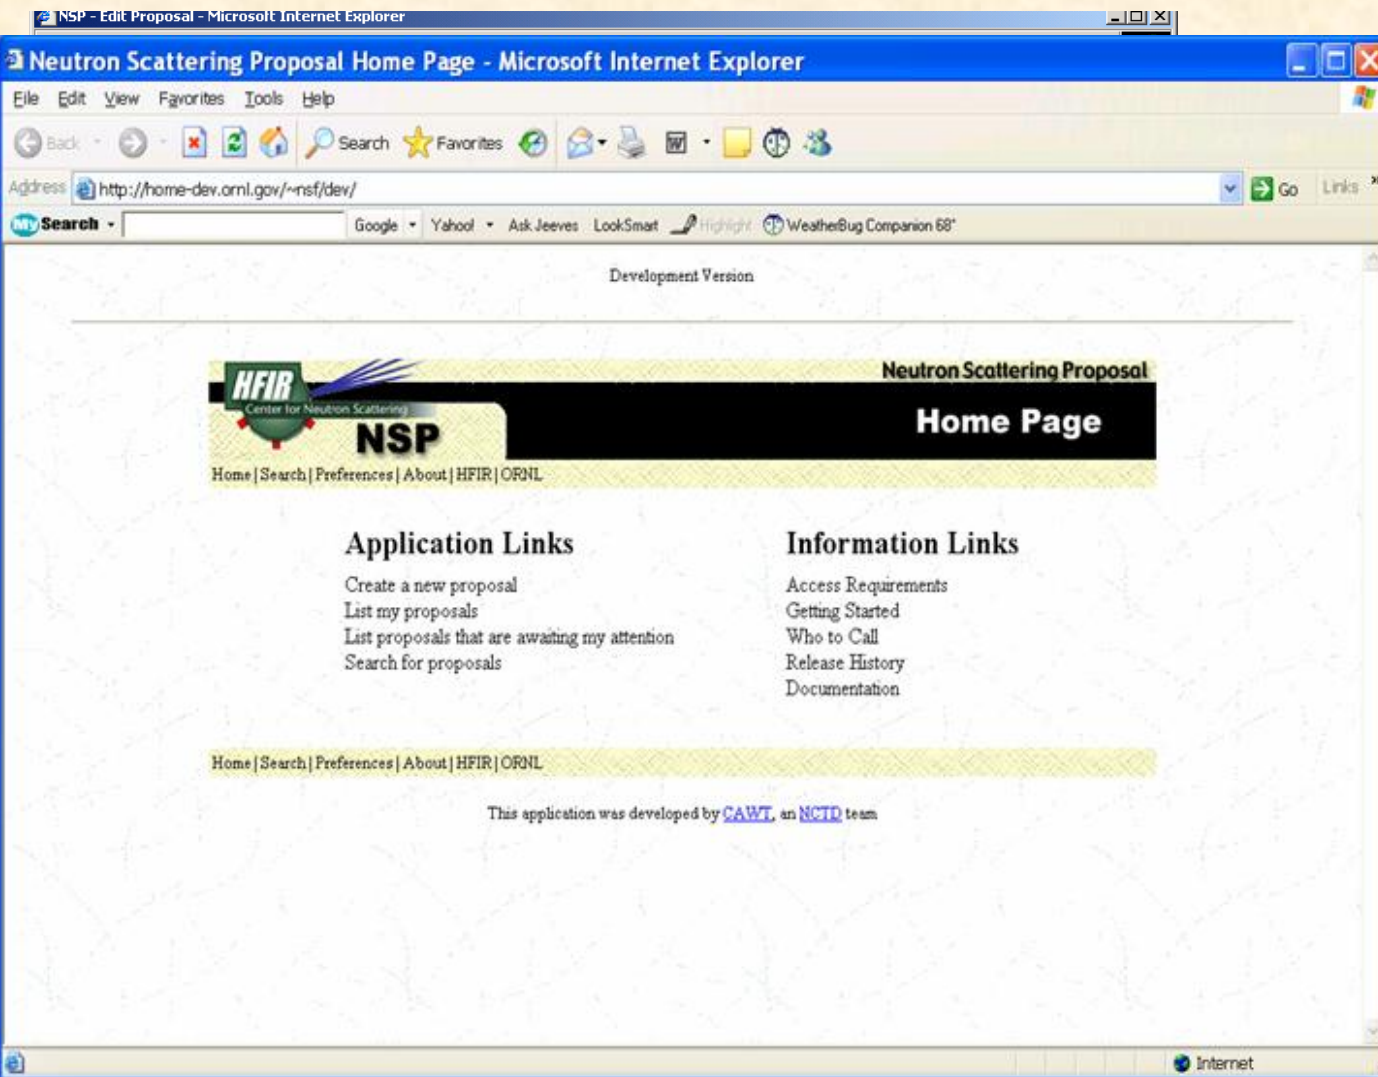 NSP - Edit Proposal - Microsoft Internet Explorer
Neutron Scattering Proposal Home Page - Microsoft Internet Explorer
File Edit View Favorites Tools Help
Back Search Favorites
Address http://home-dev.ornl.gov/~nsf/dev/ Go Links »
My Search Google Yahoo! Ask Jeeves LookSmart Highlight WeatherBug Companion 68°
Development Version
Neutron Scattering Proposal
HFIR
Center for Neutron Scattering
NSP
Home Page
Home | Search | Preferences | About | HFIR | ORNL
Application Links
Create a new proposal
List my proposals
List proposals that are awaiting my attention
Search for proposals
Information Links
Access Requirements
Getting Started
Who to Call
Release History
Documentation
Home | Search | Preferences | About | HFIR | ORNL
This application was developed by CAWT, an NCTD team
Internet